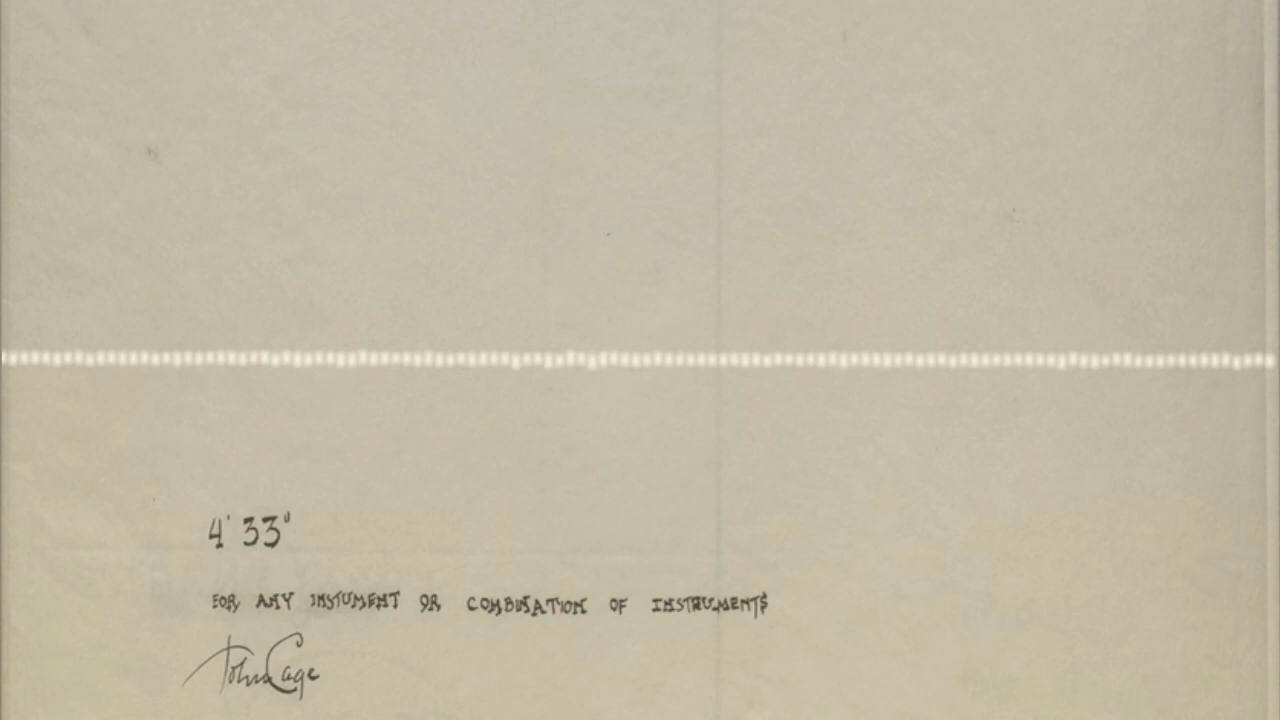 4' 33"
FOR ANY INSTUMENT OR COMBINATION OF INSTRUMENTS
John Cage